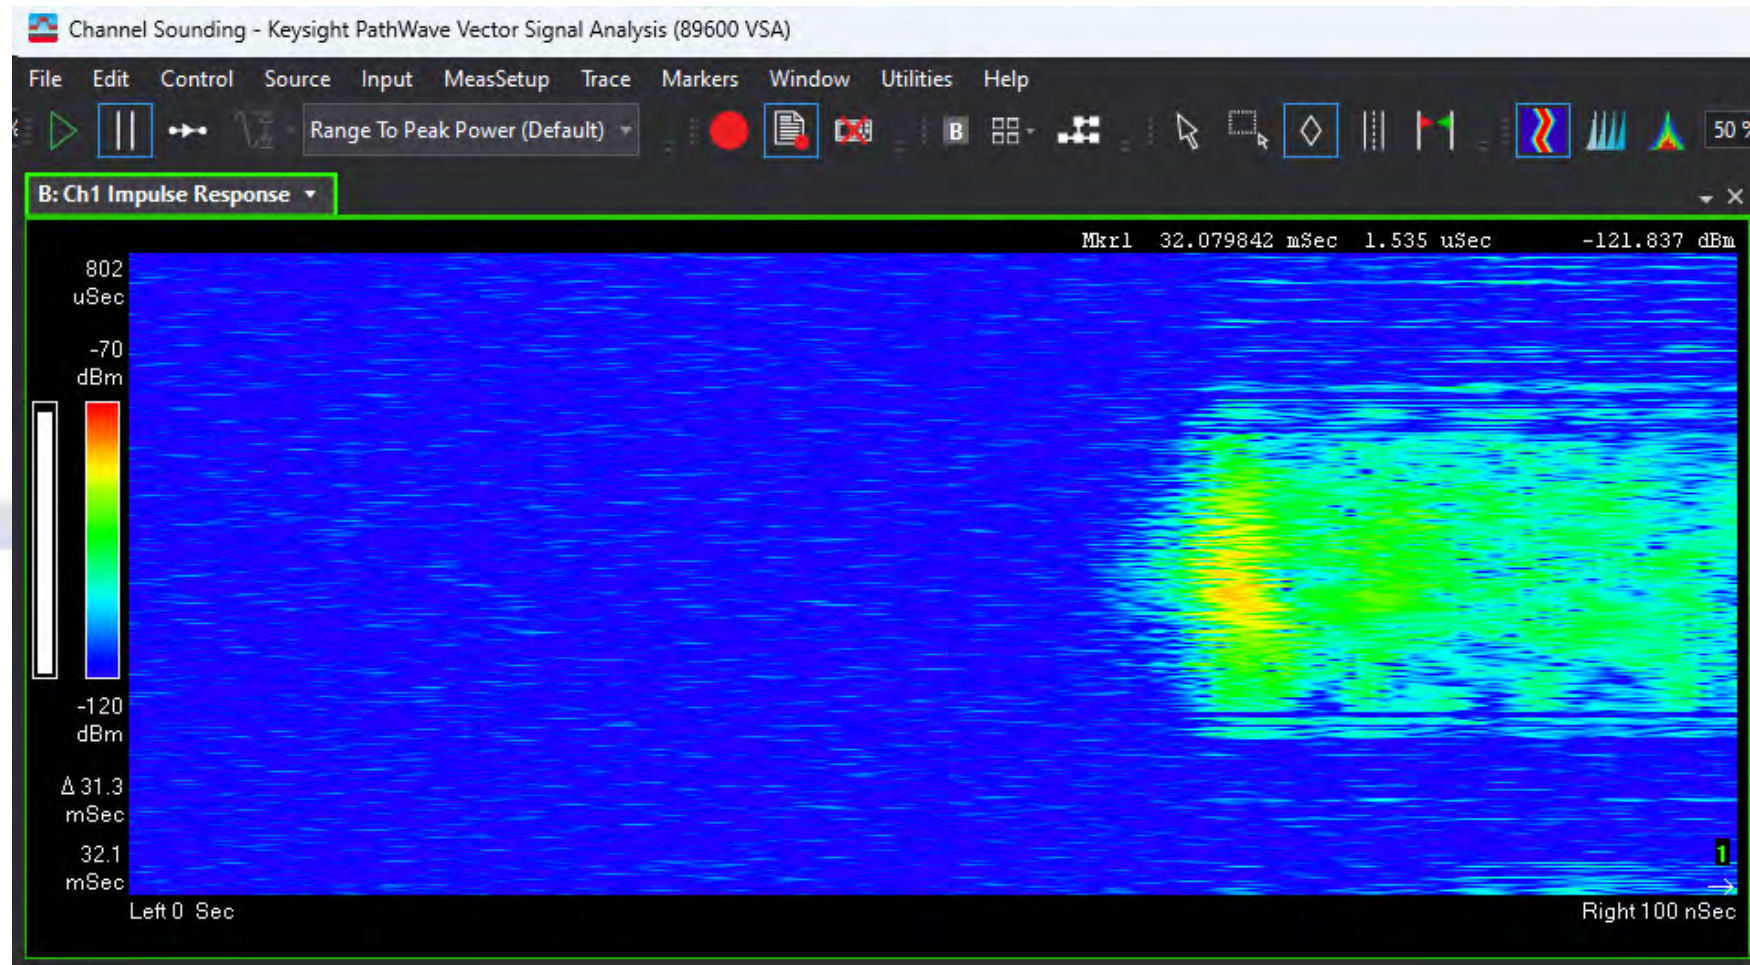 Channel Sounding - Keysight PathWave Vector Signal Analysis (89600 VSA)
File Edit Control Source Input MeasSetup Trace Markers Window Utilities Help
Range To Peak Power (Default) B 50 %
B: Ch1 Impulse Response
Mkr1 32.079842 mSec 1.535 uSec -121.837 dBm
802
uSec
-70
dBm
-120
dBm
Δ 31.3
mSec
32.1
mSec
1
Left 0 Sec Right 100 nSec